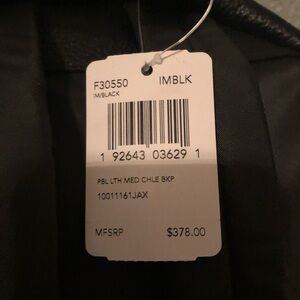 F30550 IMBLK
IM/BLACK
1 92643 03629 1
PBL LTH MED CHLE BKP
10011161JAX
MFSRP $378.00